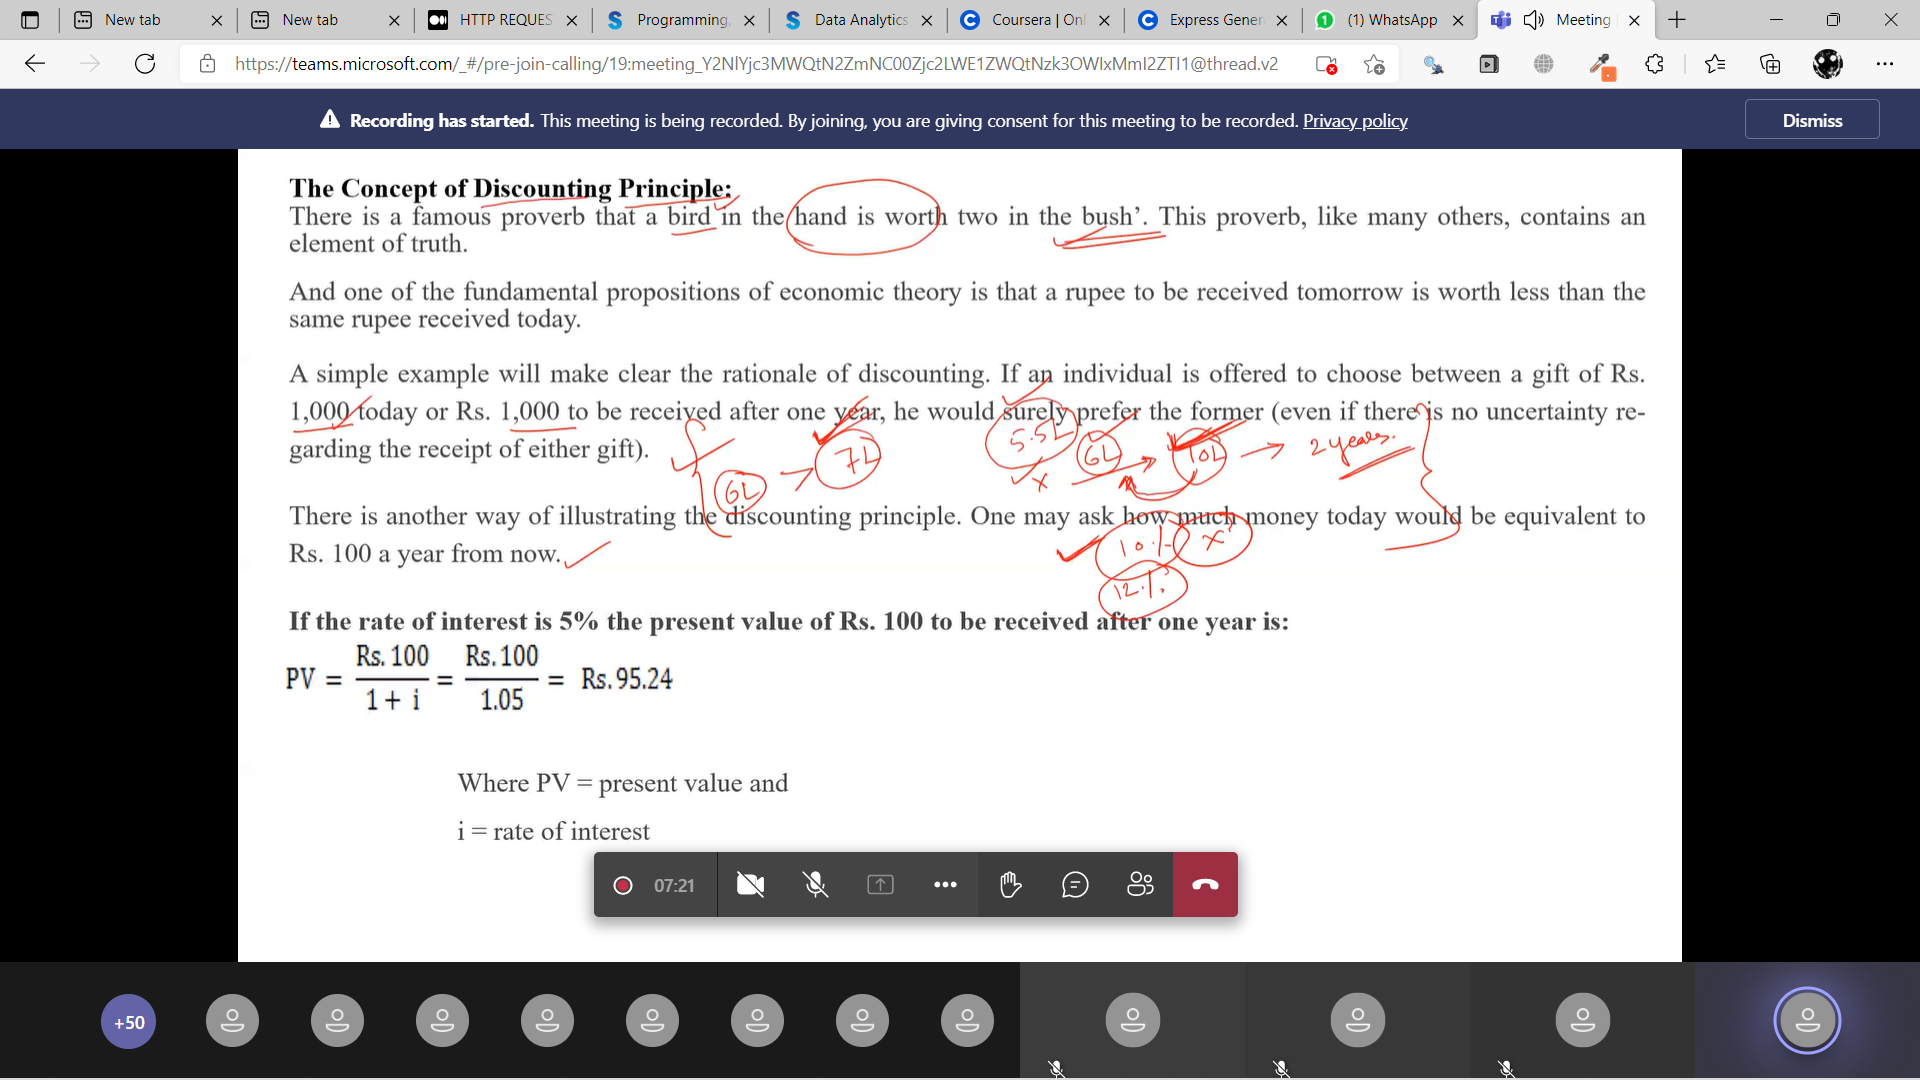 New tab
New tab
HTTP REQUES
Programming,
Data Analytics
Coursera | Onl
Express Gener
(1) WhatsApp
Meeting
https://teams.microsoft.com/_#/pre-join-calling/19:meeting_Y2NlYjc3MWQtN2ZmNC00Zjc2LWE1ZWQtNzk3OWIxMmI2ZTI1@thread.v2
Recording has started. This meeting is being recorded. By joining, you are giving consent for this meeting to be recorded. Privacy policy
Dismiss
The Concept of Discounting Principle:
There is a famous proverb that a bird in the hand is worth two in the bush’. This proverb, like many others, contains an
element of truth.
And one of the fundamental propositions of economic theory is that a rupee to be received tomorrow is worth less than the
same rupee received today.
A simple example will make clear the rationale of discounting. If an individual is offered to choose between a gift of Rs.
1,000 today or Rs. 1,000 to be received after one year, he would surely prefer the former (even if there is no uncertainty re-
garding the receipt of either gift).
5.5L 6L 10L 2 years.
6L 7L
x
There is another way of illustrating the discounting principle. One may ask how much money today would be equivalent to
Rs. 100 a year from now.
10% x
12%
If the rate of interest is 5% the present value of Rs. 100 to be received after one year is:
PV = Rs. 100 / 1 + i = Rs. 100 / 1.05 = Rs. 95.24
Where PV = present value and
i = rate of interest
07:21
+50